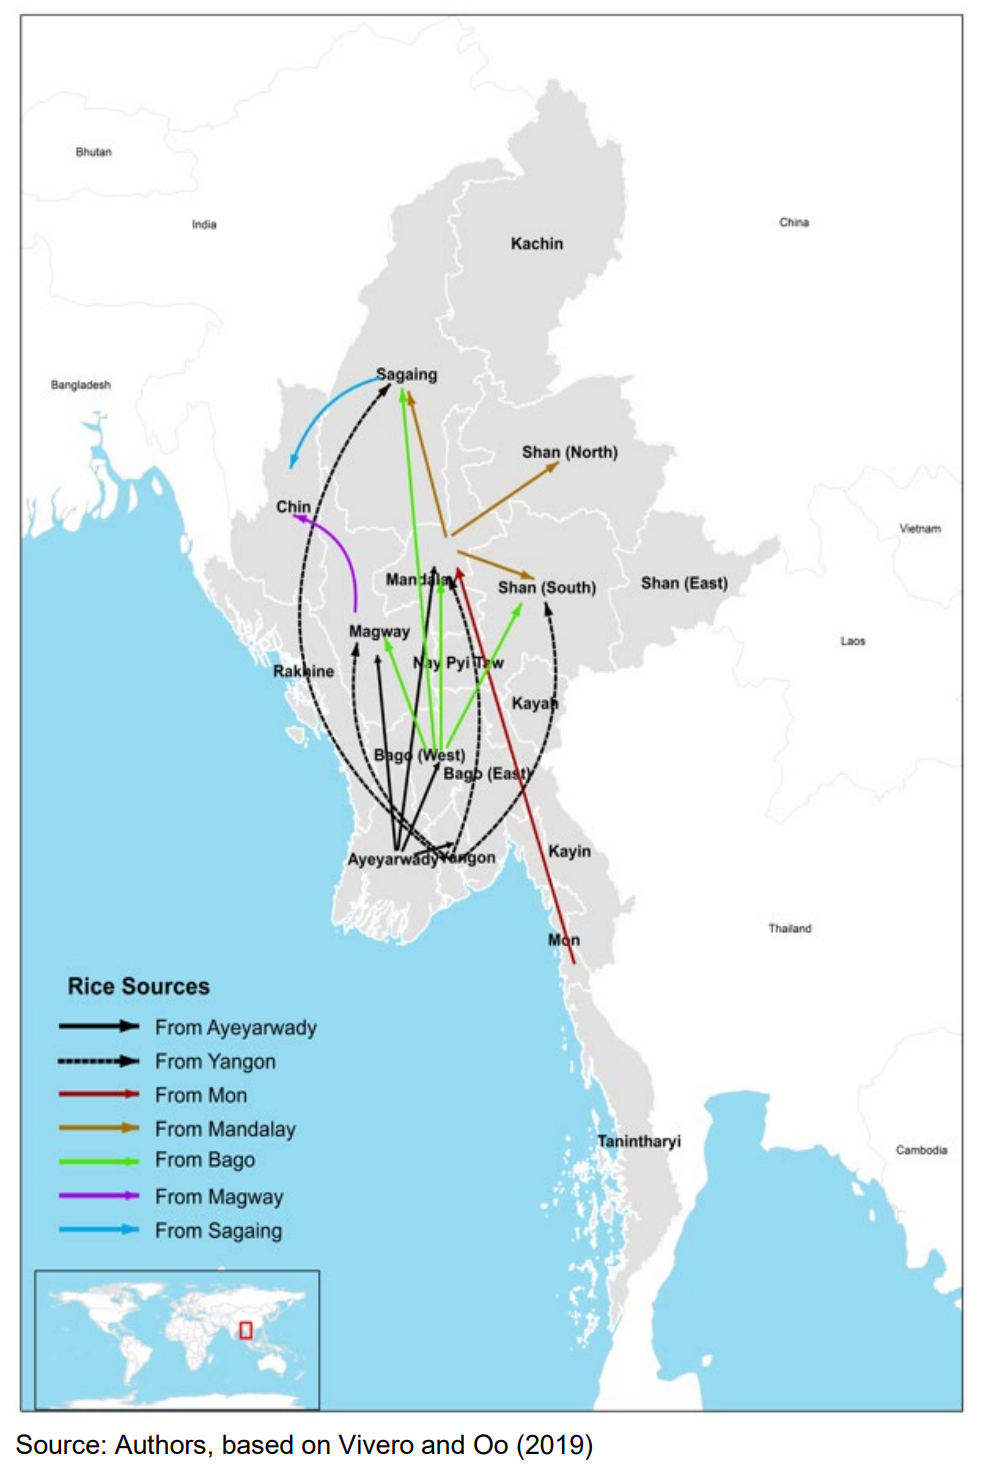 Bhutan
India
China
Kachin
Sagaing
Bangladesh
Shan (North)
Chin
Vietnam
Mandalay
Shan (South)
Shan (East)
Magway
Laos
Nay Pyi Taw
Rakhine
Kayah
Bago (West)
Bago (East)
Ayeyarwady
Yangon
Kayin
Thailand
Mon
Rice Sources
From Ayeyarwady
From Yangon
From Mon
From Mandalay
From Bago
From Magway
From Sagaing
Tanintharyi
Cambodia
Source: Authors, based on Vivero and Oo (2019)